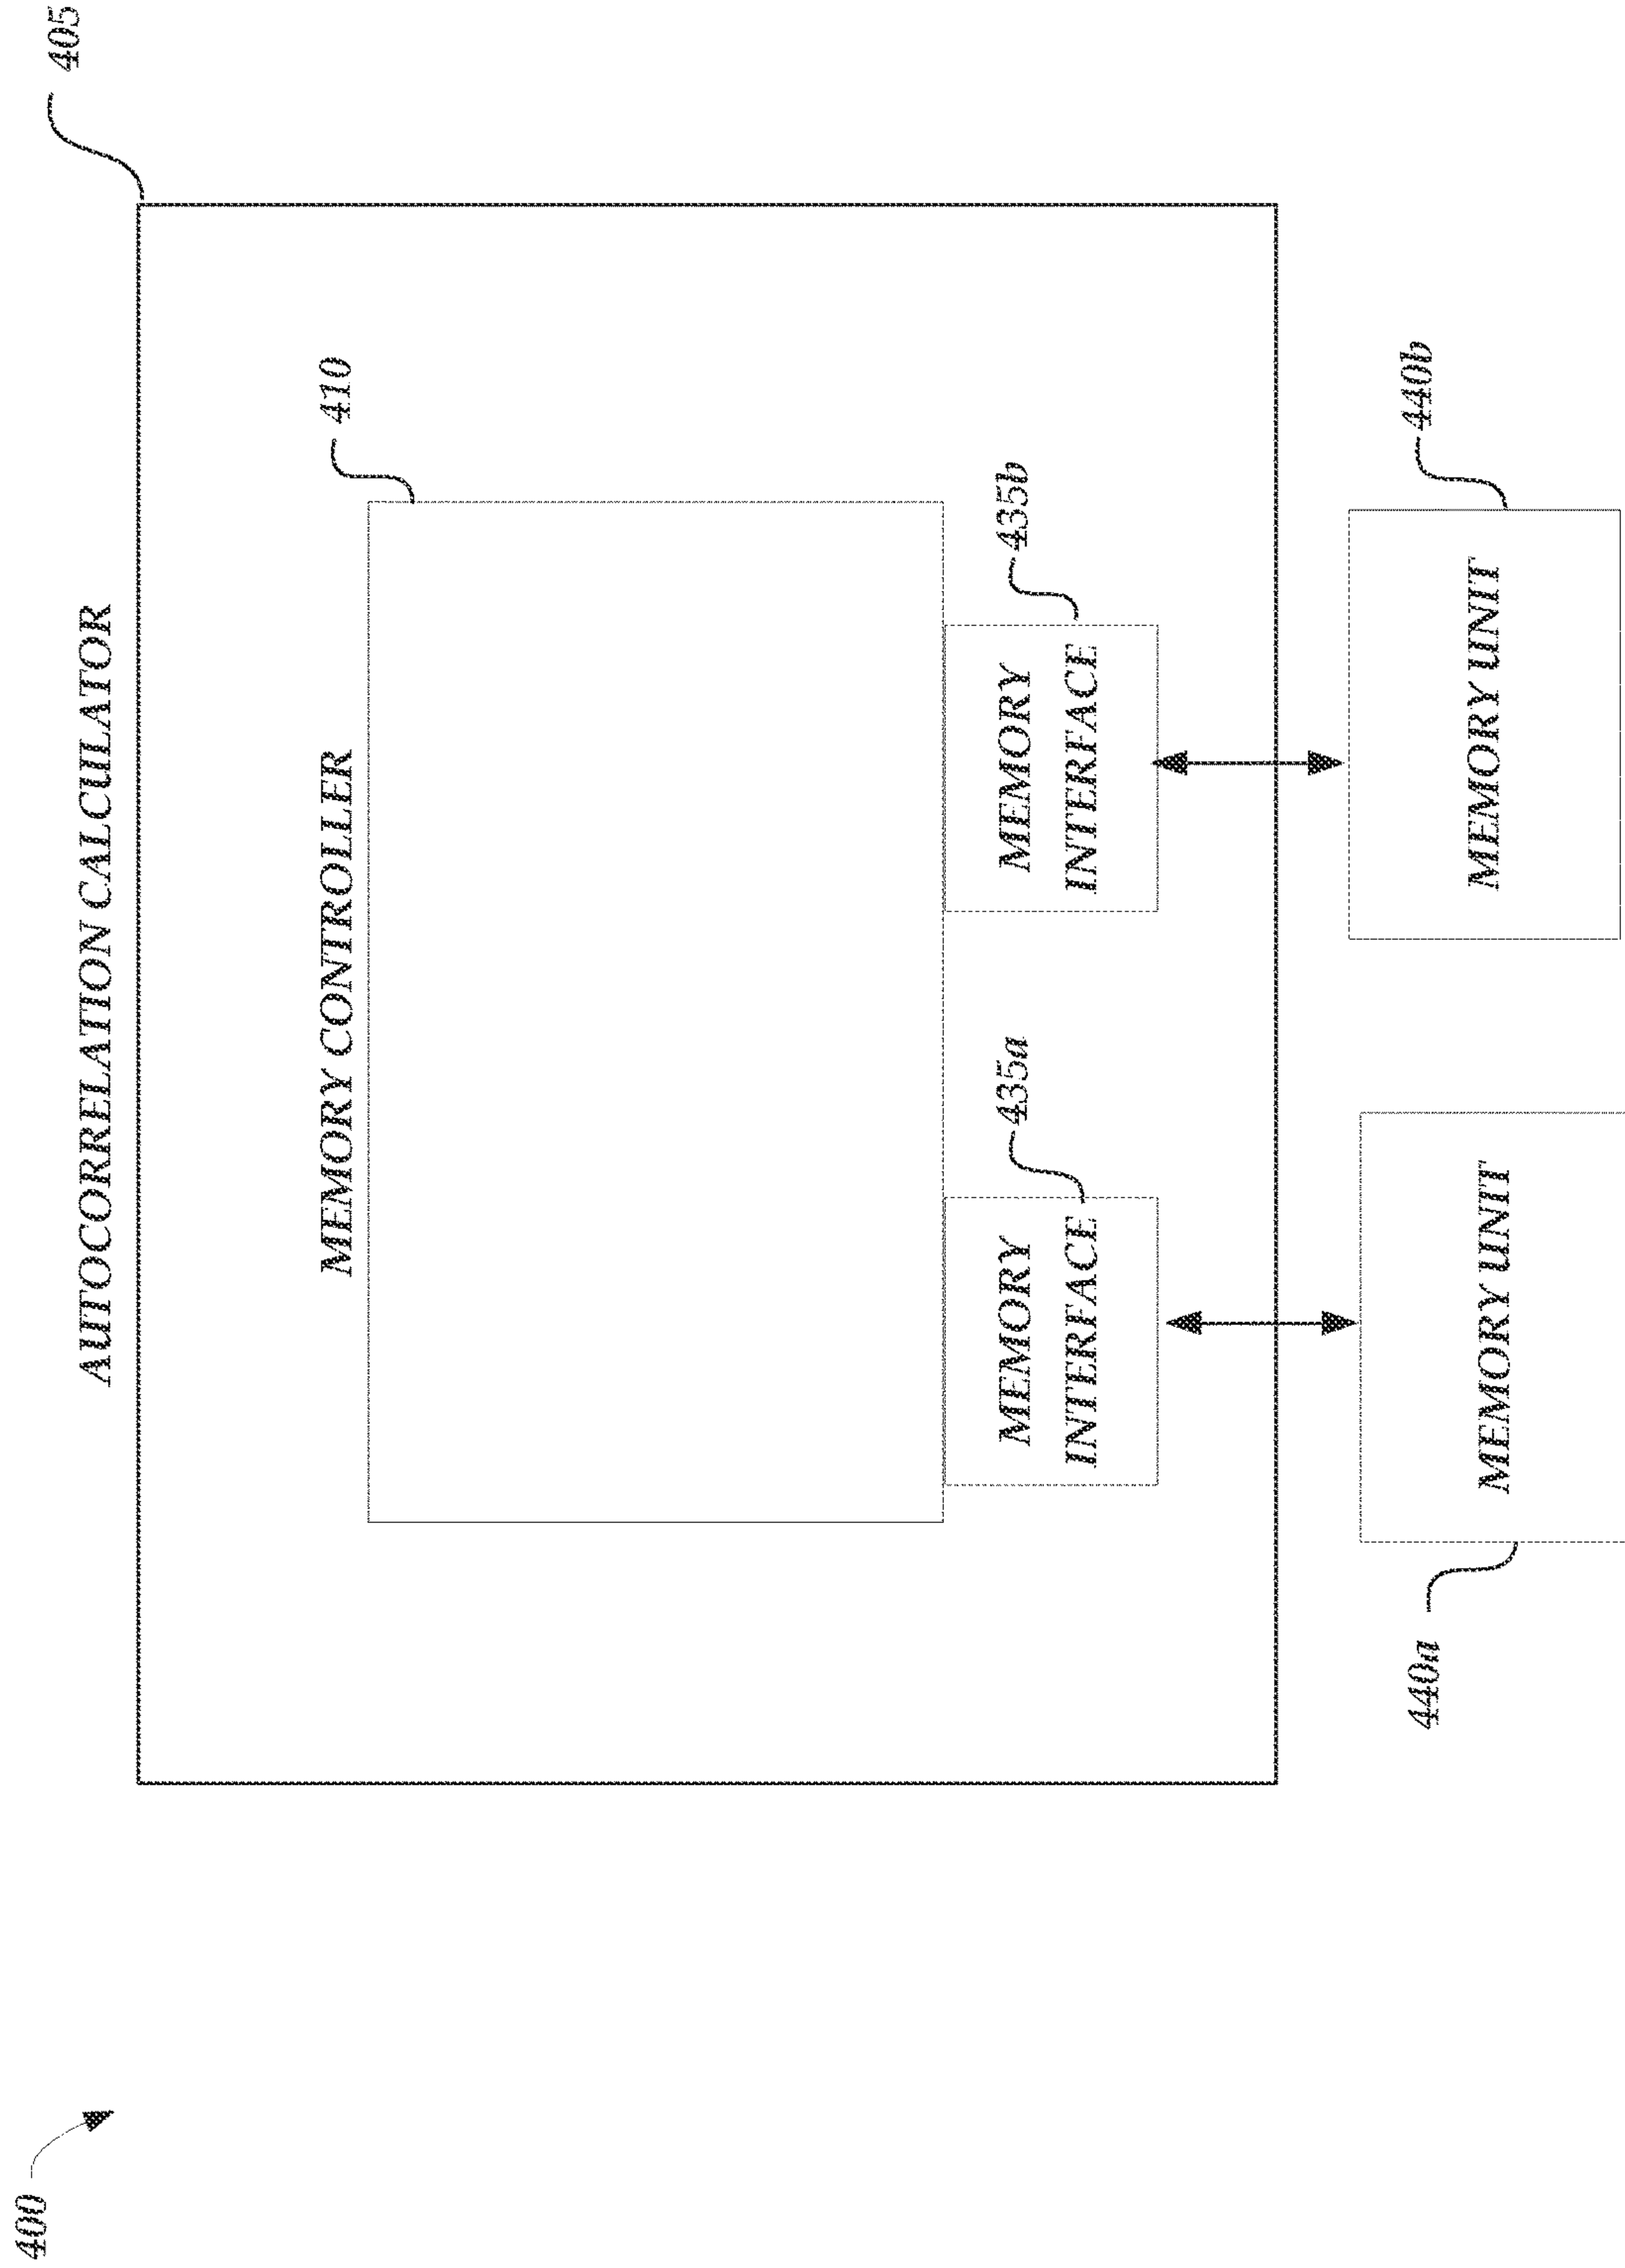 400
405
AUTOCORRELATION CALCULATOR
410
MEMORY CONTROLLER
435a
435b
MEMORY
INTERFACE
MEMORY
INTERFACE
440a
440b
MEMORY UNIT
MEMORY UNIT